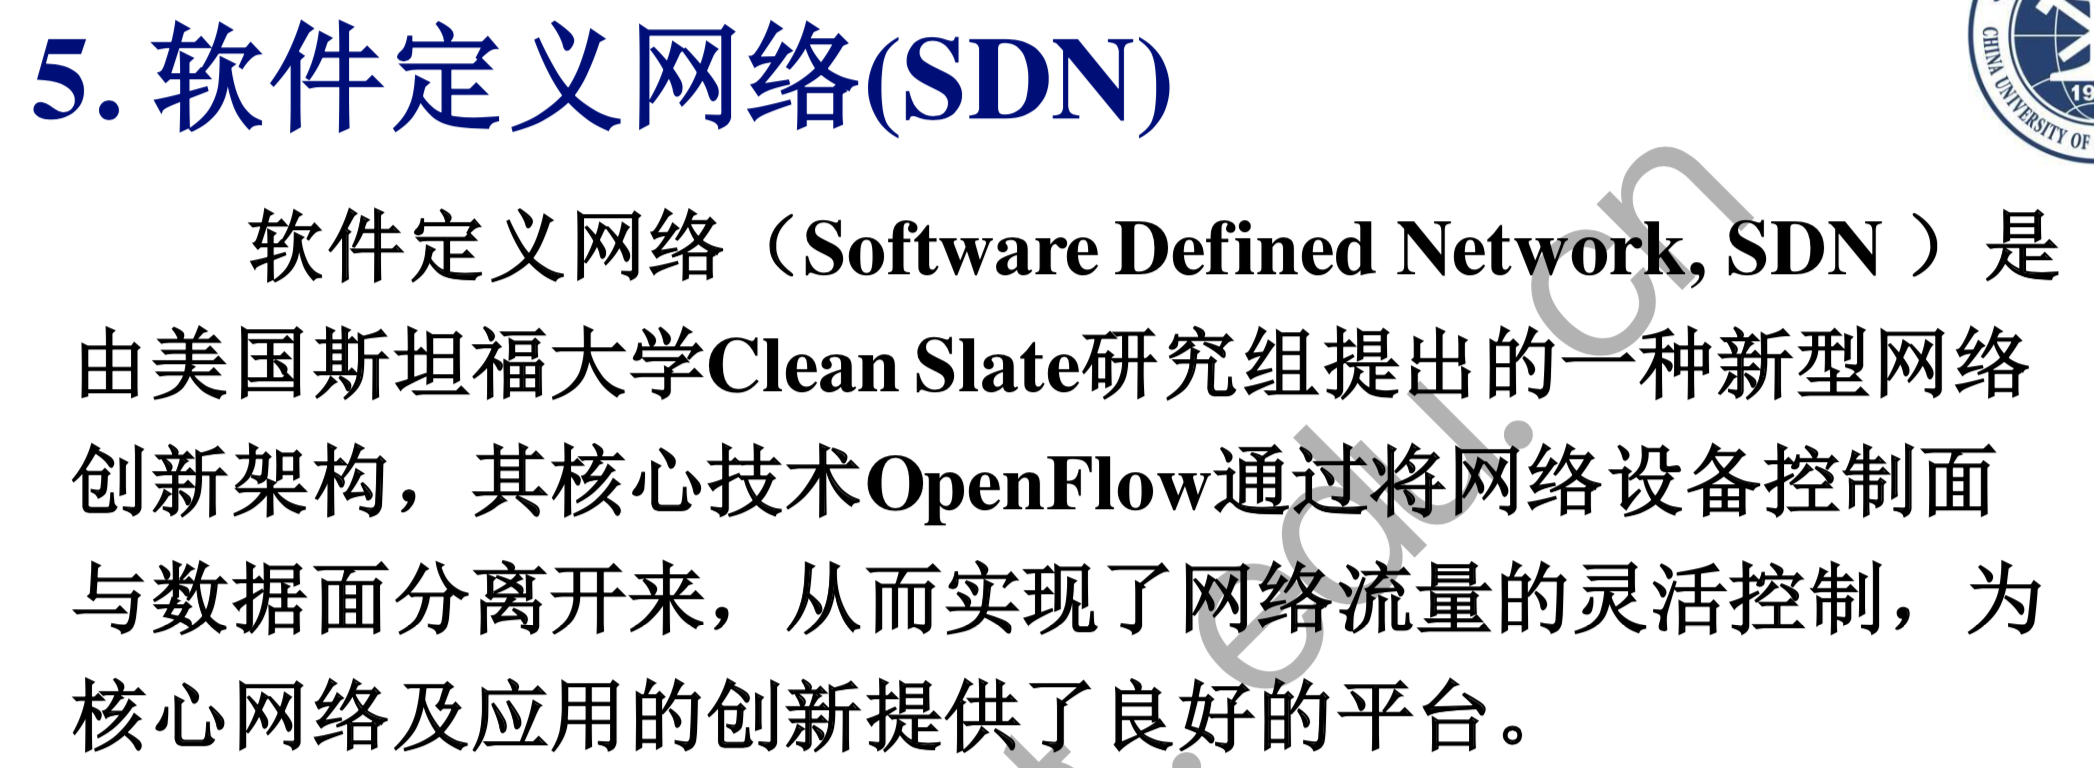 5. 软件定义网络(SDN)
CHINA UNIVERSITY OF
19
软件定义网络（Software Defined Network, SDN ）是
由美国斯坦福大学Clean Slate研究组提出的一种新型网络
创新架构，其核心技术OpenFlow通过将网络设备控制面
与数据面分离开来，从而实现了网络流量的灵活控制，为
核心网络及应用的创新提供了良好的平台。
t.edu.cn